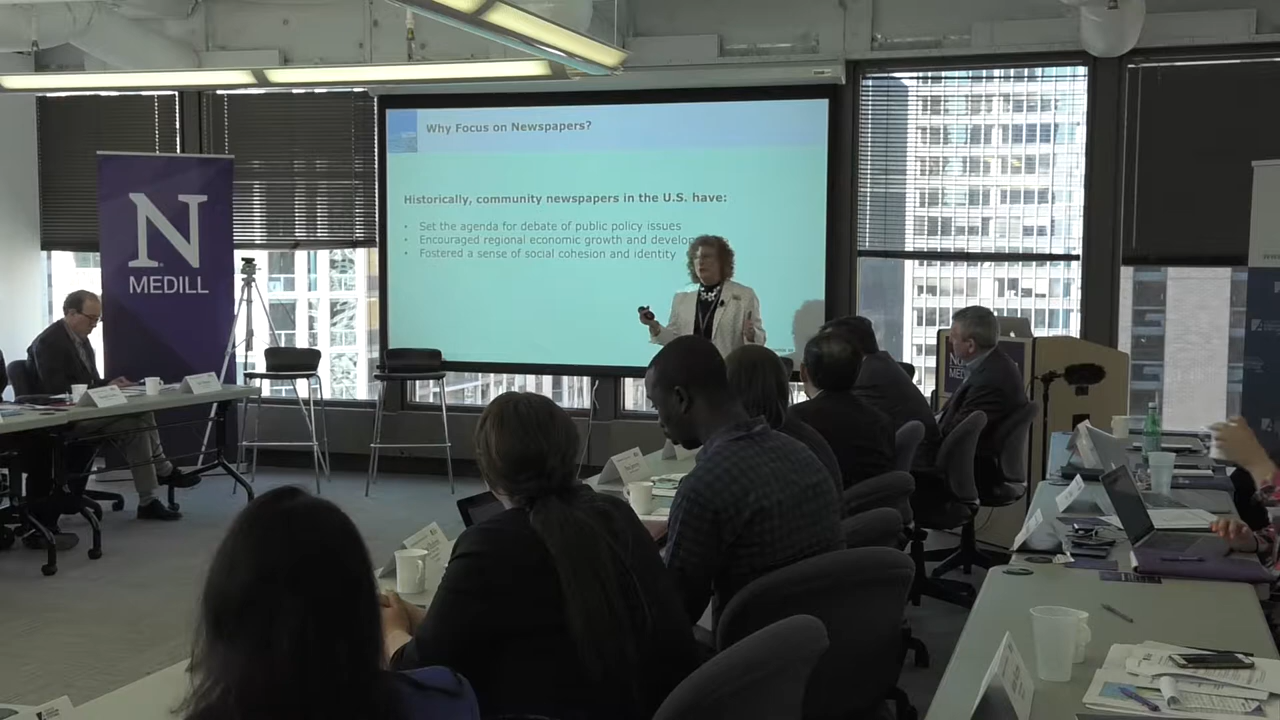 Why Focus on Newspapers?
Historically, community newspapers in the U.S. have:
• Set the agenda for debate of public policy issues
• Encouraged regional economic growth and develop
• Fostered a sense of social cohesion and identity
N
MEDILL